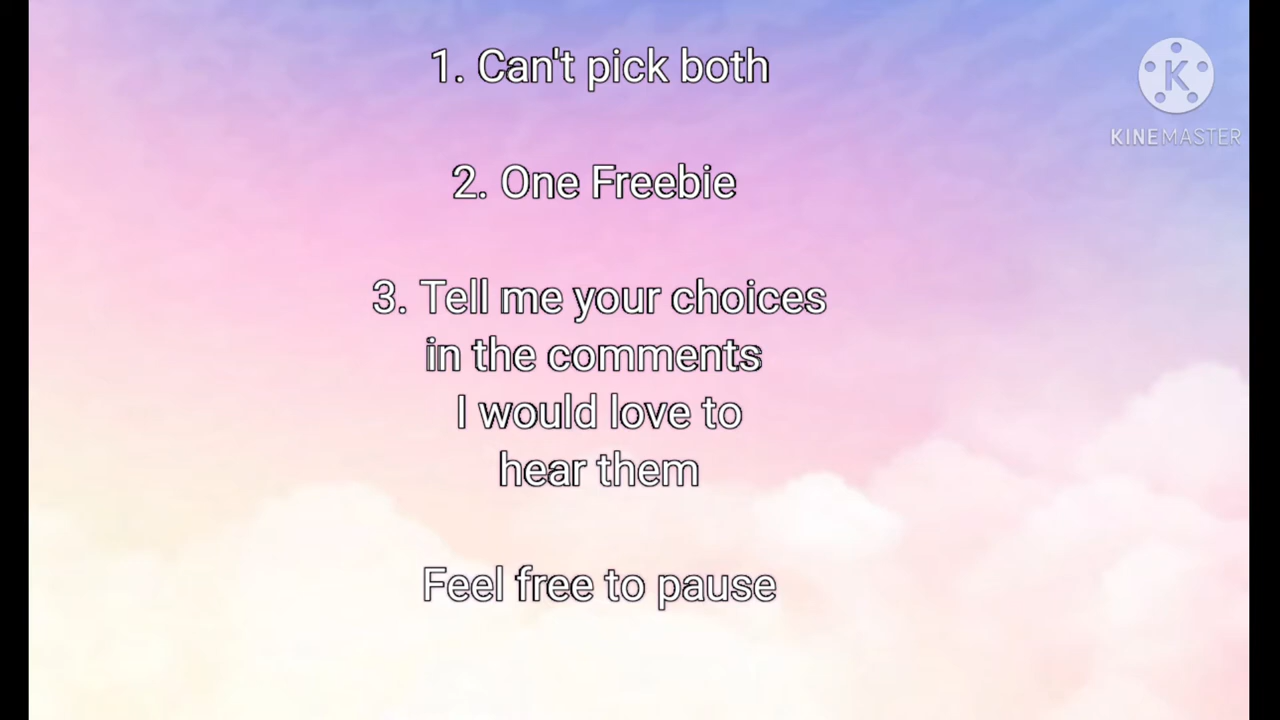 1. Can't pick both
2. One Freebie
3. Tell me your choices
in the comments
I would love to
hear them
Feel free to pause
K
KINEMASTER